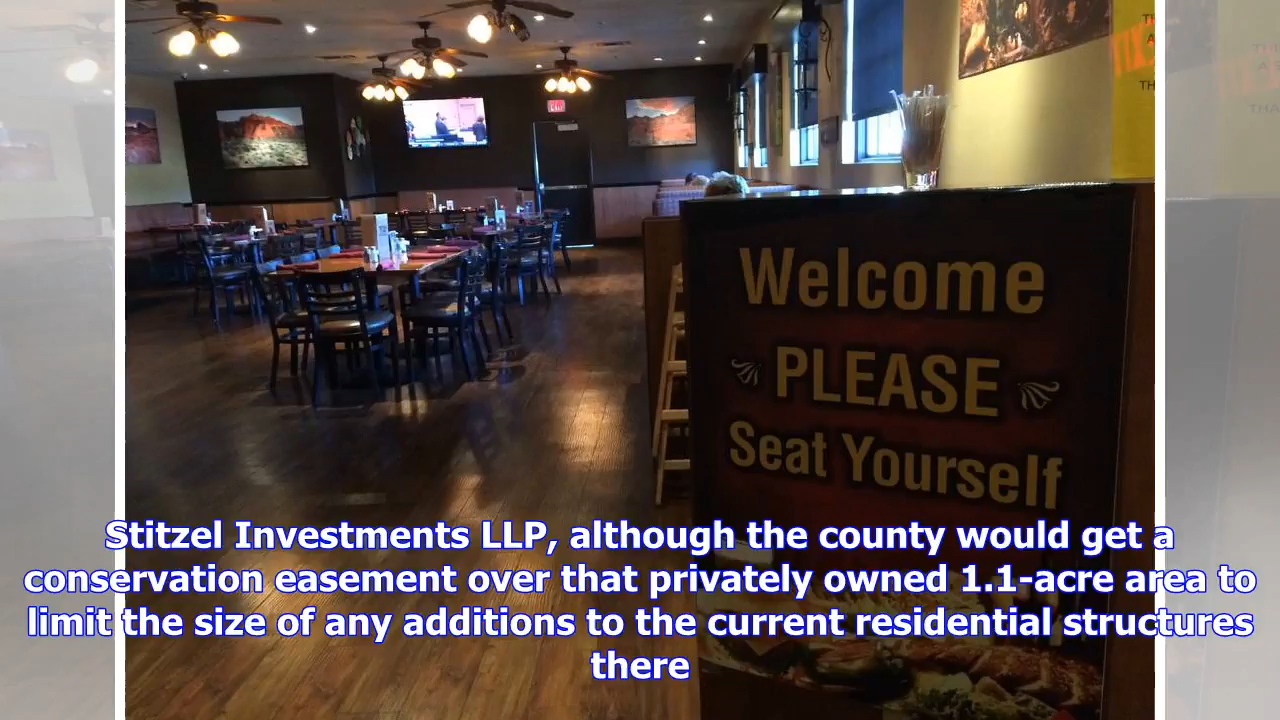 Welcome
PLEASE
Seat Yourself
Stitzel Investments LLP, although the county would get a
conservation easement over that privately owned 1.1-acre area to
limit the size of any additions to the current residential structures
there